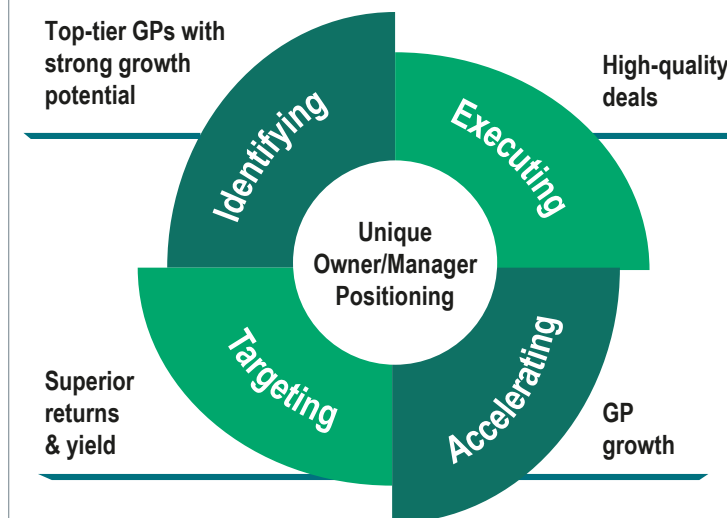 Top-tier GPs with
strong growth
potential
Identifying
Executing
High-quality
deals
Unique
Owner/Manager
Positioning
Superior
returns
& yield
Targeting
Accelerating
GP
growth